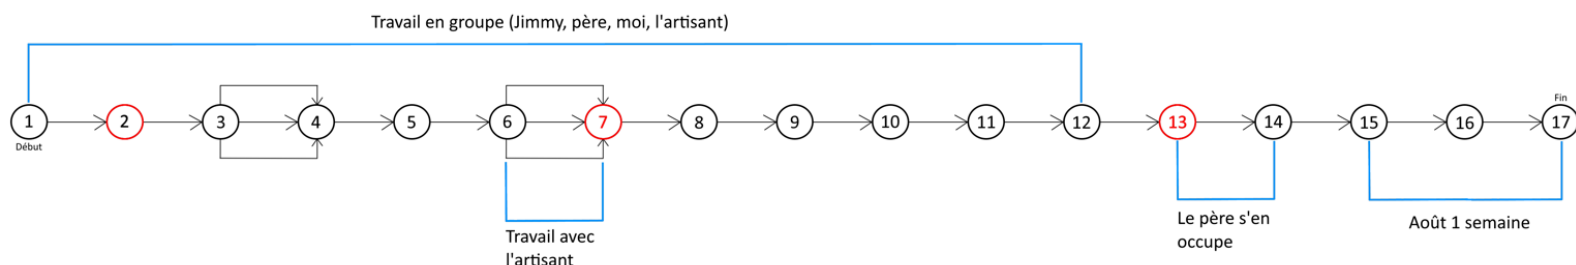 Travail en groupe (Jimmy, père, moi, l'artisant)
1
2
3
4
5
6
7
8
9
10
11
12
13
14
15
16
17
Début
Fin
Travail avec
l'artisant
Le père s'en
occupe
Août 1 semaine